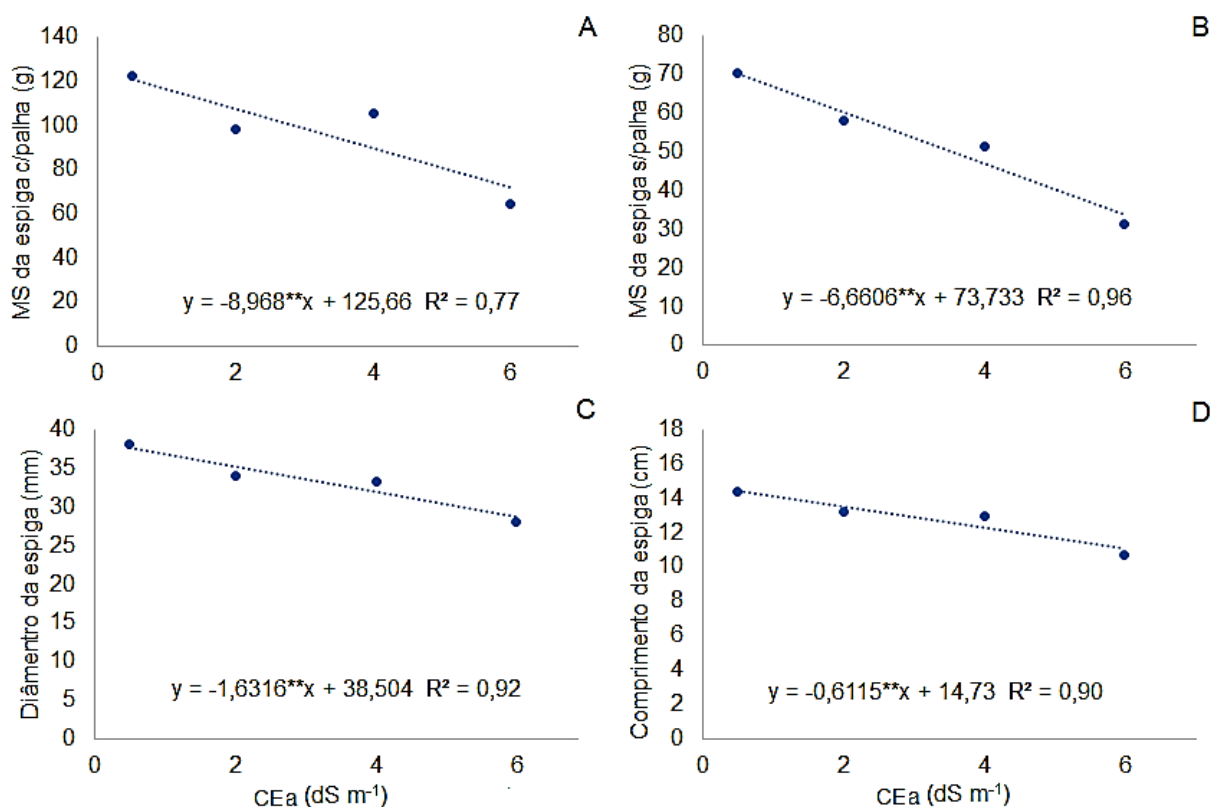 A
MS da espiga c/palha (g)
140
120
100
80
60
40
20
0
y = -8,968**x + 125,66 R² = 0,77
0 2 4 6
B
MS da espiga s/palha (g)
80
70
60
50
40
30
20
10
0
y = -6,6606**x + 73,733 R² = 0,96
0 2 4 6
C
Diâmentro da espiga (mm)
40
35
30
25
20
15
10
5
0
y = -1,6316**x + 38,504 R² = 0,92
0 2 4 6
CEa (dS m⁻¹)
D
Comprimento da espiga (cm)
18
16
14
12
10
8
6
4
2
0
y = -0,6115**x + 14,73 R² = 0,90
0 2 4 6
CEa (dS m⁻¹)